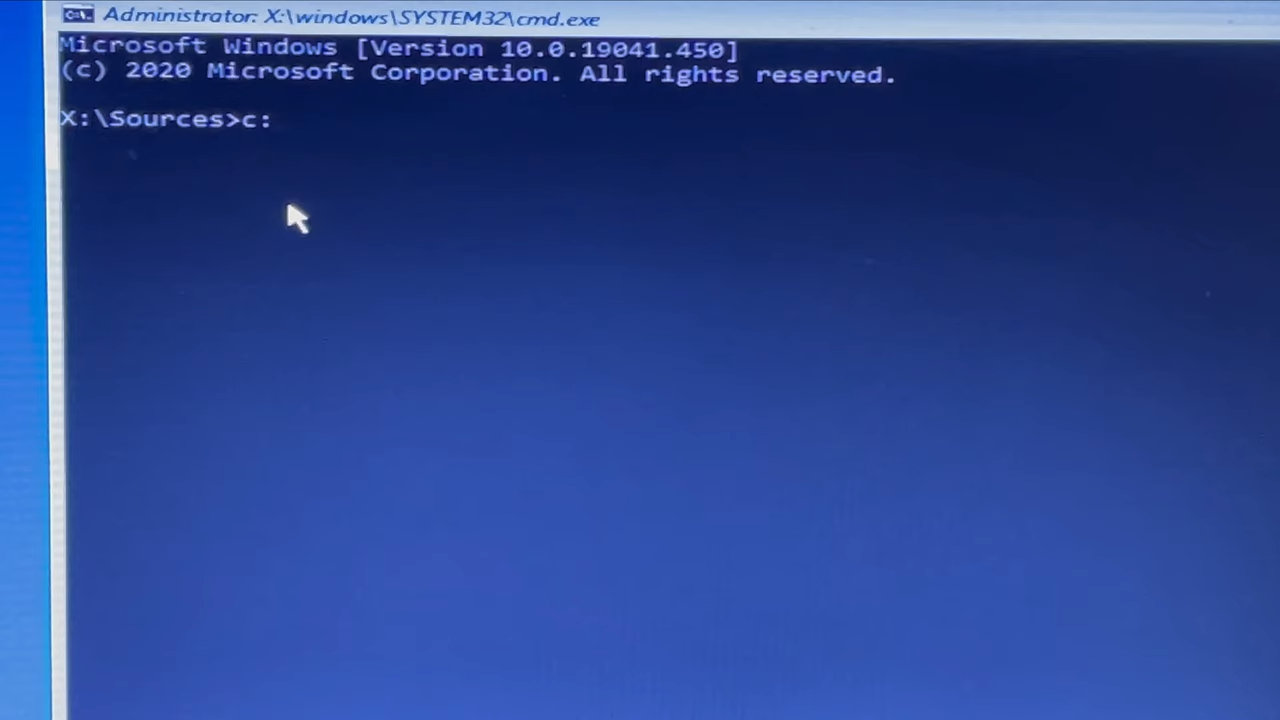 Administrator: X:\windows\SYSTEM32\cmd.exe
Microsoft Windows [Version 10.0.19041.450]
(c) 2020 Microsoft Corporation. All rights reserved.
X:\Sources>c: